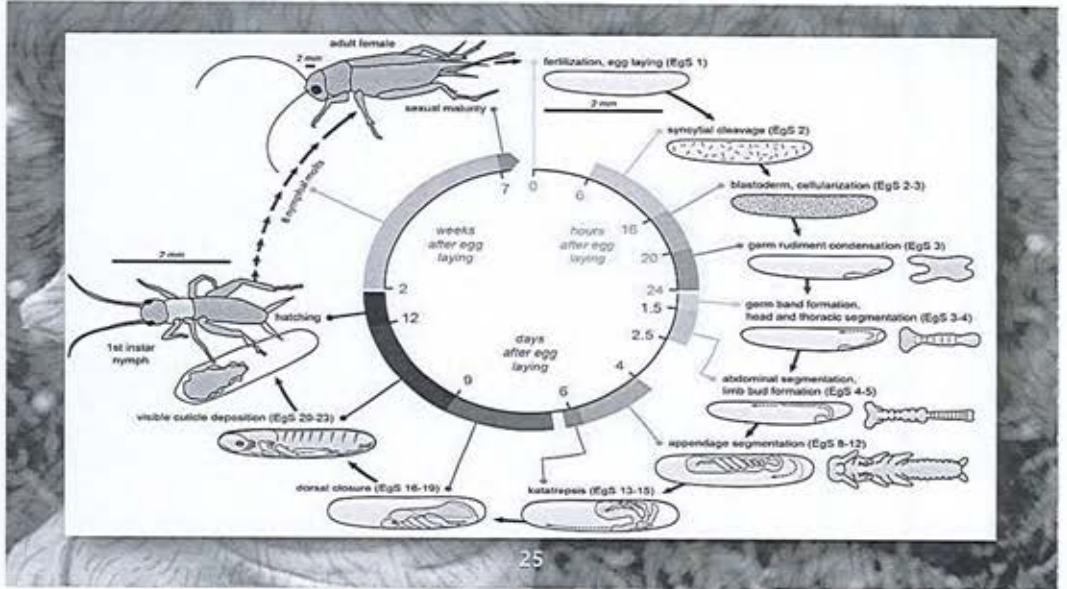 adult female
2 mm
fertilization, egg laying (EgS 1)
sexual maturity
2 mm
syncytial cleavage (EgS 2)
8 nymphal molts
7
0
6
blastoderm, cellularization (EgS 2-3)
weeks
after egg
laying
hours
after egg
laying
16
20
24
germ rudiment condensation (EgS 3)
2 mm
2
1.5
germ band formation,
head and thoracic segmentation (EgS 3-4)
hatching
12
2.5
1st instar
nymph
days
after egg
laying
4
9
6
abdominal segmentation,
limb bud formation (EgS 4-5)
visible cuticle deposition (EgS 20-23)
appendage segmentation (EgS 8-12)
dorsal closure (EgS 16-19)
katatrepsis (EgS 13-15)
25